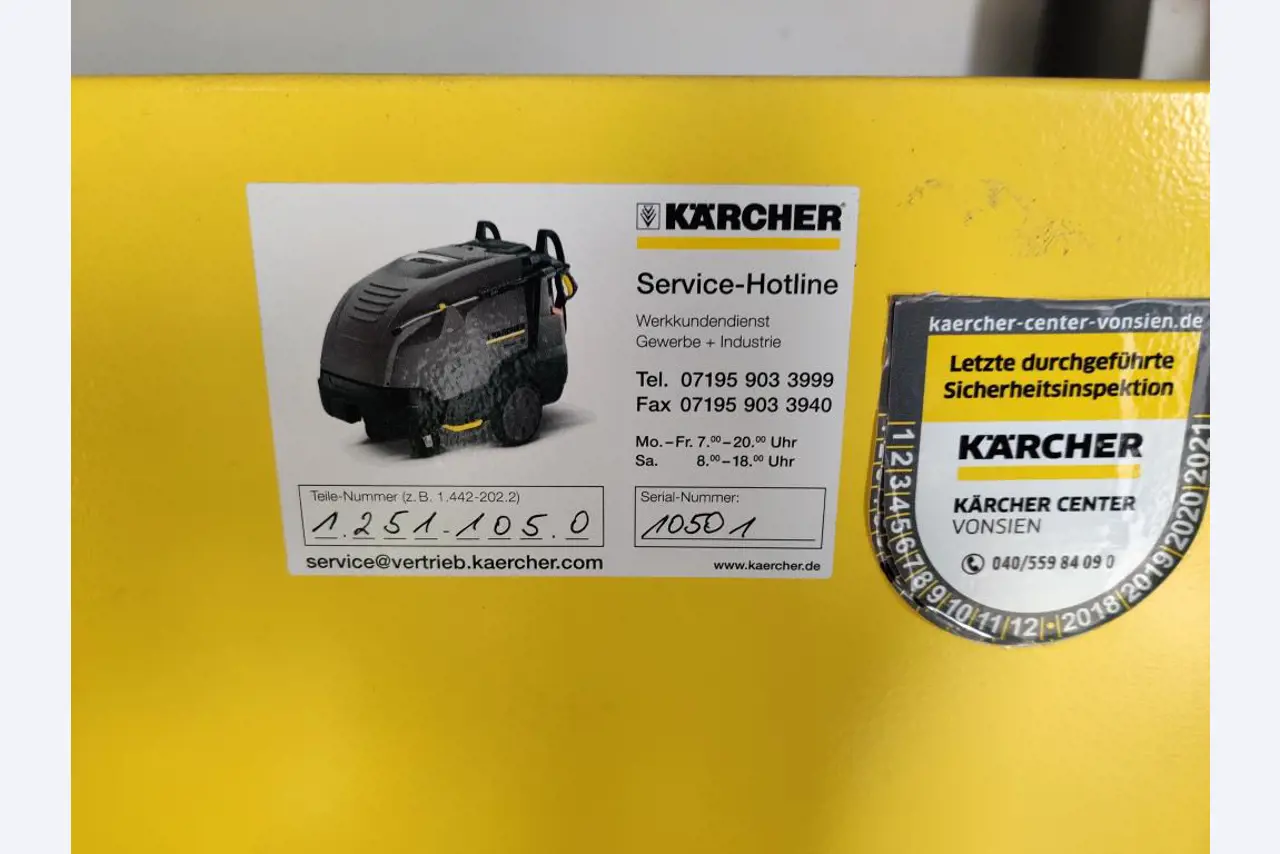 KÄRCHER
Service-Hotline
Werkkundendienst
Gewerbe + Industrie
Tel. 07195 903 3999
Fax 07195 903 3940
Mo.–Fr. 7.⁰⁰–20.⁰⁰ Uhr
Sa. 8.⁰⁰–18.⁰⁰ Uhr
KÄRCHER
Teile-Nummer (z. B. 1.442-202.2)
1.251-105.0
Serial-Nummer:
10501
service@vertrieb.kaercher.com
www.kaercher.de
kaercher-center-vonsien.de
Letzte durchgeführte
Sicherheitsinspektion
KÄRCHER
KÄRCHER CENTER
VONSIEN
040/559 84 09 0
1|2|3|4|5|6|7|8|9|10|11|12|•|2018|2019|2020|2021|